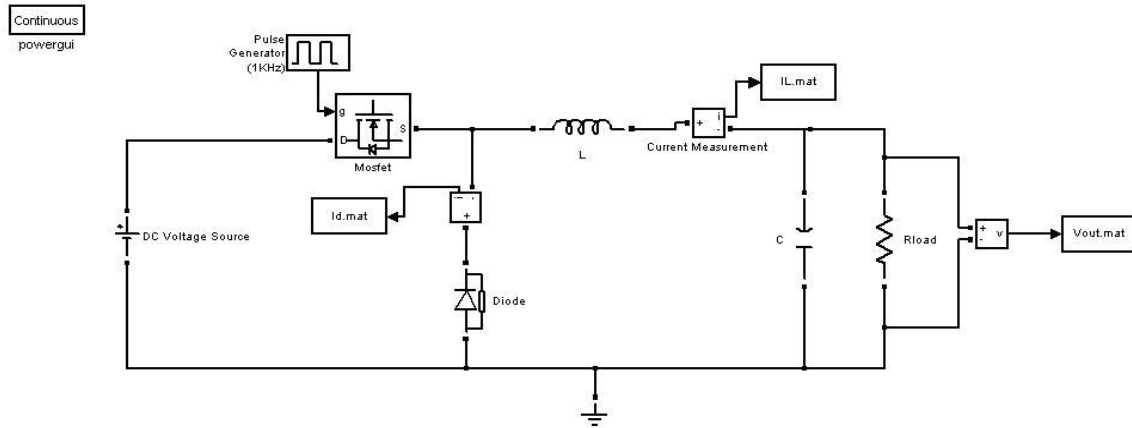 Continuous
powergui
Pulse
Generator
(1KHz)
g
D
S
Mosfet
DC Voltage Source
Id.mat
i
-
+
Diode
L
+
i
-
Current Measurement
IL.mat
C
Rload
+
-
v
Vout.mat